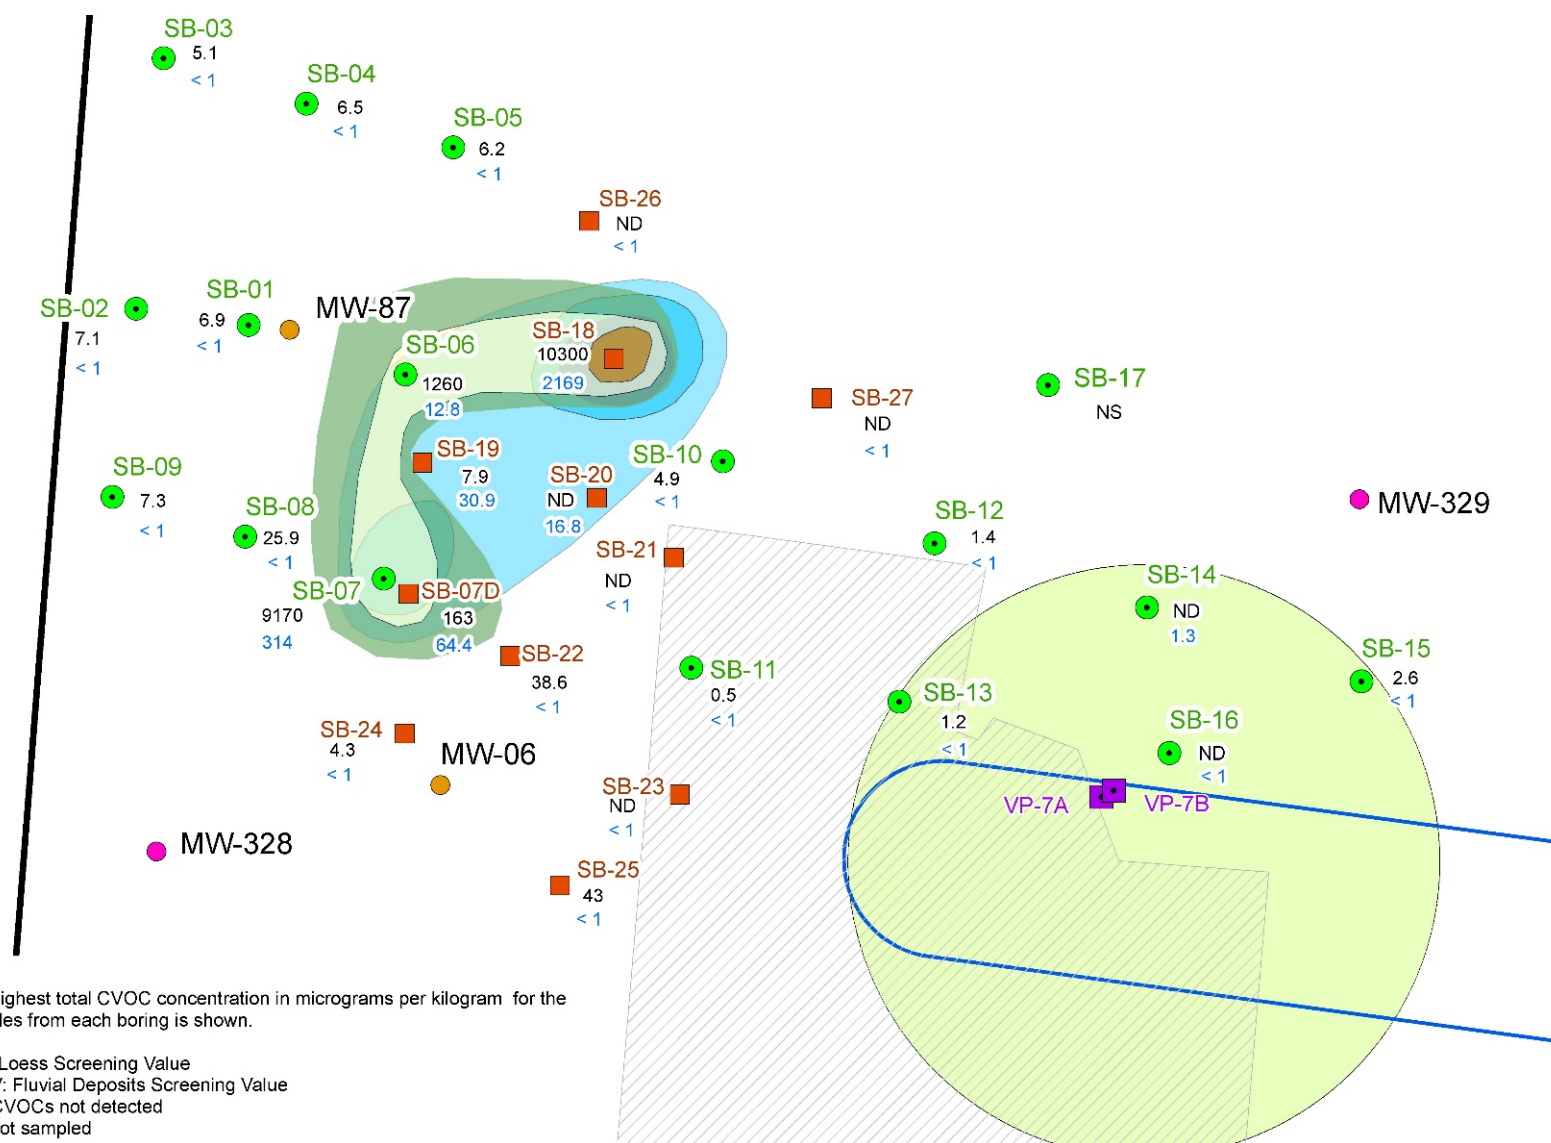 SB-03
5.1
< 1
SB-04
6.5
< 1
SB-05
6.2
< 1
SB-26
ND
< 1
SB-02
7.1
< 1
SB-01
6.9
< 1
MW-87
SB-06
1260
12.8
SB-18
10300
2169
SB-27
ND
< 1
SB-17
NS
SB-09
7.3
< 1
SB-08
25.9
< 1
SB-19
7.9
30.9
SB-20
ND
16.8
SB-10
4.9
< 1
MW-329
SB-12
1.4
< 1
SB-21
ND
< 1
SB-07
9170
314
SB-07D
163
64.4
SB-14
ND
1.3
SB-15
2.6
< 1
SB-22
38.6
< 1
SB-11
0.5
< 1
SB-13
1.2
< 1
SB-16
ND
< 1
SB-24
4.3
< 1
MW-06
SB-23
ND
< 1
VP-7A
VP-7B
MW-328
SB-25
43
< 1
ighest total CVOC concentration in micrograms per kilogram for the
les from each boring is shown.
Loess Screening Value
: Fluvial Deposits Screening Value
CVOCs not detected
ot sampled